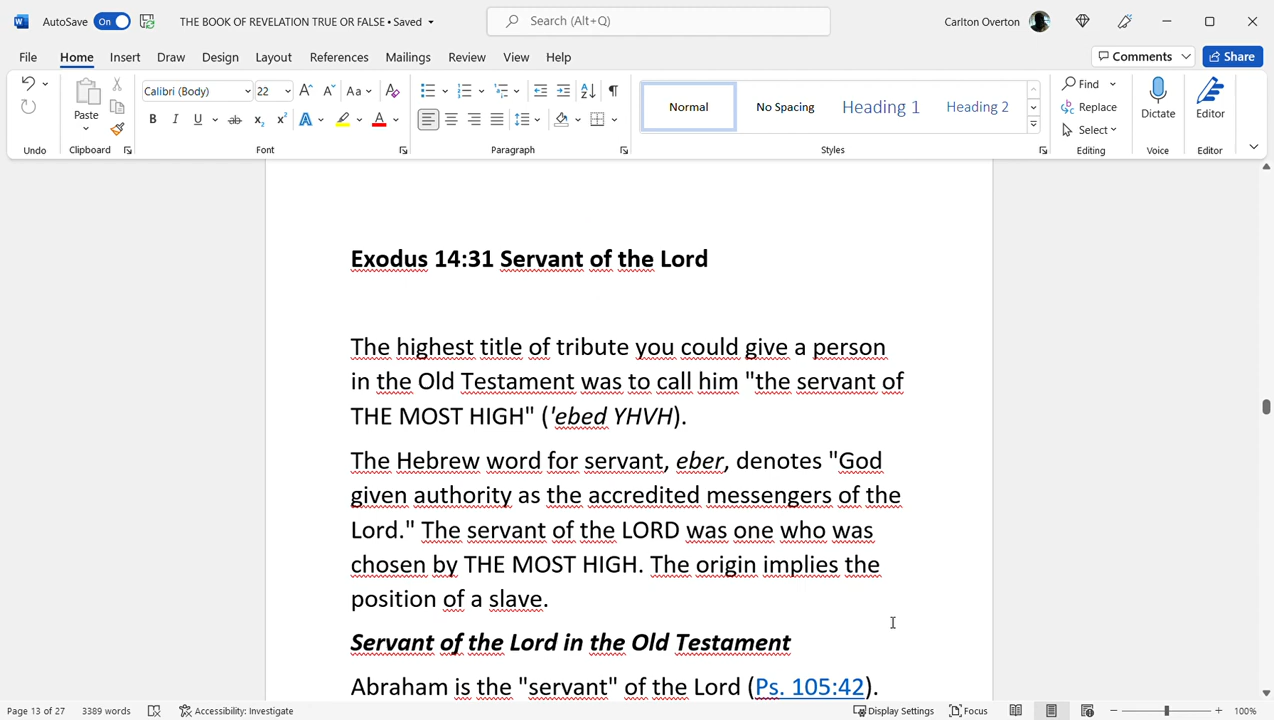 AutoSave On THE BOOK OF REVELATION TRUE OR FALSE • Saved Search (Alt+Q) Carlton Overton
File Home Insert Draw Design Layout References Mailings Review View Help Comments Share
Calibri (Body) 22 A A Aa A Normal No Spacing Heading 1 Heading 2 Find
Paste B I U ab x₂ x² A A Replace Dictate Editor
Select
Undo Clipboard Font Paragraph Styles Editing Voice Editor
Exodus 14:31 Servant of the Lord
The highest title of tribute you could give a person
in the Old Testament was to call him "the servant of
THE MOST HIGH" ('ebed YHVH).
The Hebrew word for servant, eber, denotes "God
given authority as the accredited messengers of the
Lord." The servant of the LORD was one who was
chosen by THE MOST HIGH. The origin implies the
position of a slave.
Servant of the Lord in the Old Testament
Abraham is the "servant" of the Lord (Ps. 105:42).
Page 13 of 27 3389 words Accessibility: Investigate Display Settings Focus 100%